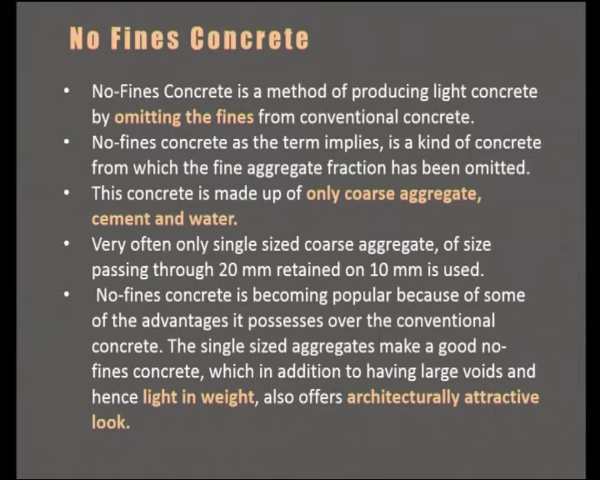 No Fines Concrete
• No-Fines Concrete is a method of producing light concrete
by omitting the fines from conventional concrete.
• No-fines concrete as the term implies, is a kind of concrete
from which the fine aggregate fraction has been omitted.
• This concrete is made up of only coarse aggregate,
cement and water.
• Very often only single sized coarse aggregate, of size
passing through 20 mm retained on 10 mm is used.
• No-fines concrete is becoming popular because of some
of the advantages it possesses over the conventional
concrete. The single sized aggregates make a good no-
fines concrete, which in addition to having large voids and
hence light in weight, also offers architecturally attractive
look.